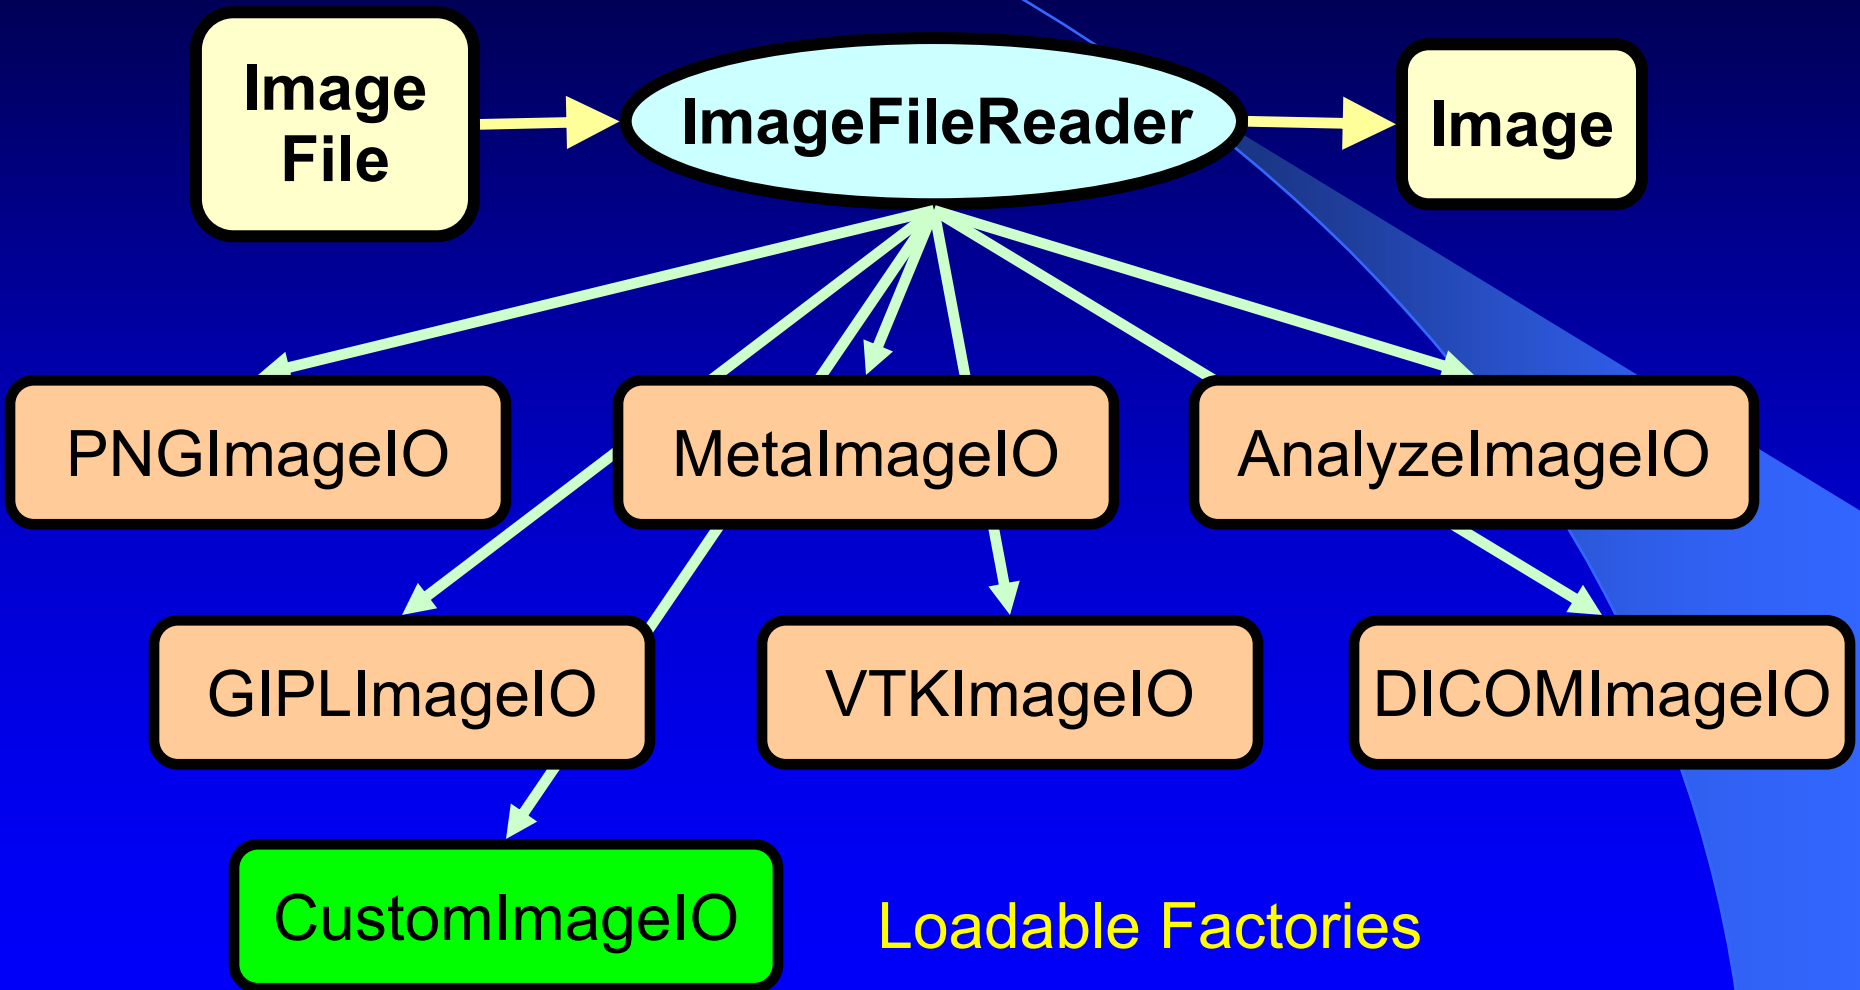 Image
File
ImageFileReader
Image
PNGImageIO
MetaImageIO
AnalyzeImageIO
GIPLImageIO
VTKImageIO
DICOMImageIO
CustomImageIO
Loadable Factories